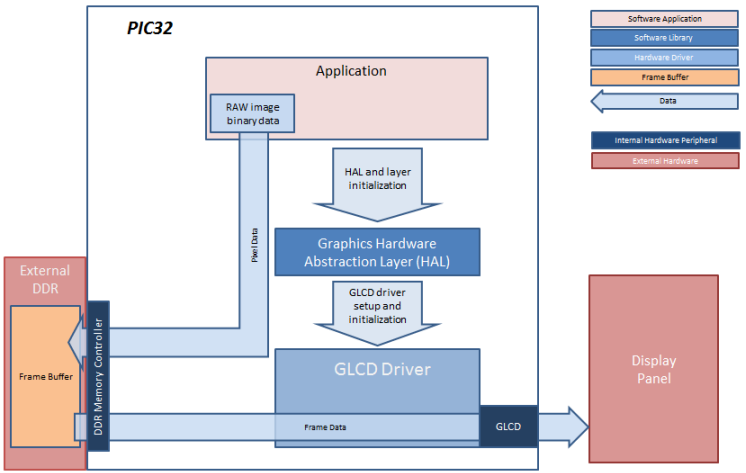 PIC32
Application
RAW image
binary data
HAL and layer
initialization
Pixel Data
Graphics Hardware
Abstraction Layer (HAL)
GLCD driver
setup and
initialization
External
DDR
Frame Buffer
DDR Memory Controller
GLCD Driver
Frame Data
GLCD
Display
Panel
Software Application
Software Library
Hardware Driver
Frame Buffer
Data
Internal Hardware Peripheral
External Hardware